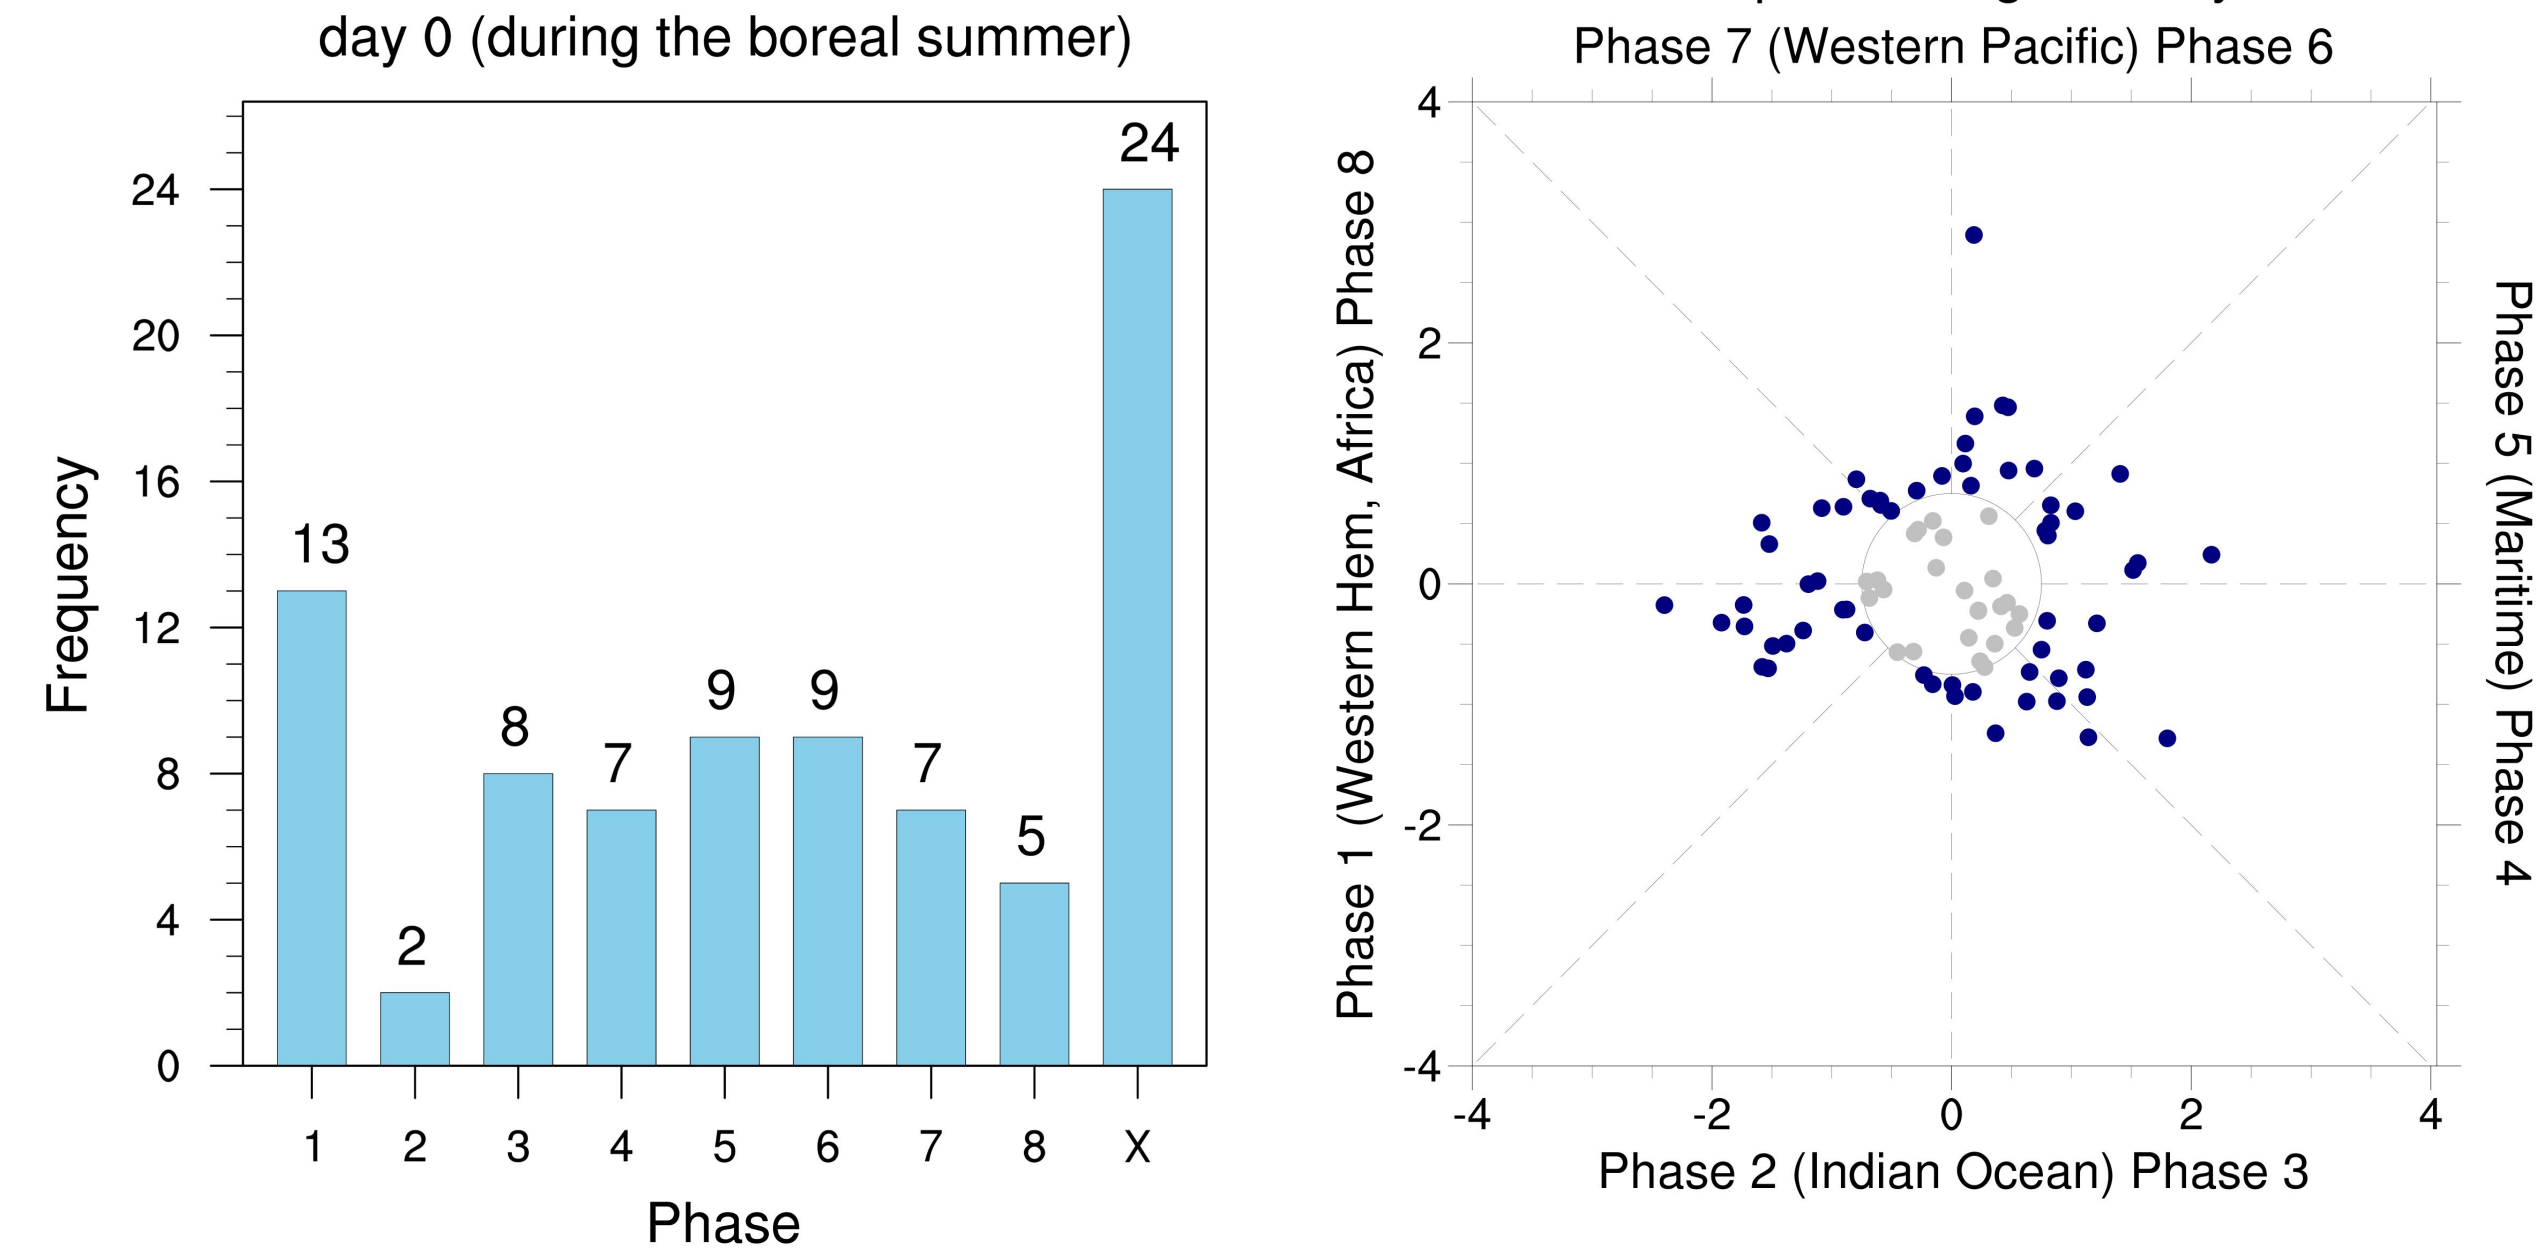 day 0 (during the boreal summer)
Frequency
24
20
16
12
8
4
0
13
2
8
7
9
9
7
5
24
1 2 3 4 5 6 7 8 X
Phase
Phase 7 (Western Pacific) Phase 6
Phase 1 (Western Hem, Africa) Phase 8
4
2
0
-2
-4
-4 -2 0 2 4
Phase 2 (Indian Ocean) Phase 3
Phase 5 (Maritime) Phase 4